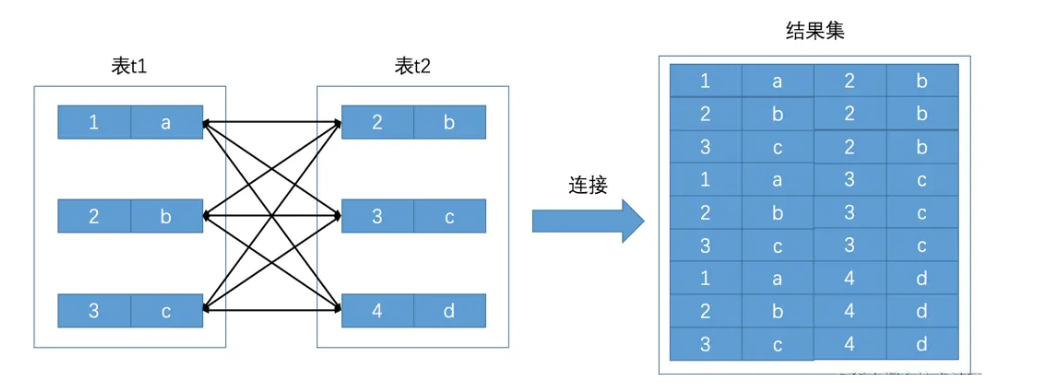 结果集
表t1 表t2
1 a 2 b
2 b 3 c
3 c 4 d
连接
1 a 2 b
2 b 2 b
3 c 2 b
1 a 3 c
2 b 3 c
3 c 3 c
1 a 4 d
2 b 4 d
3 c 4 d